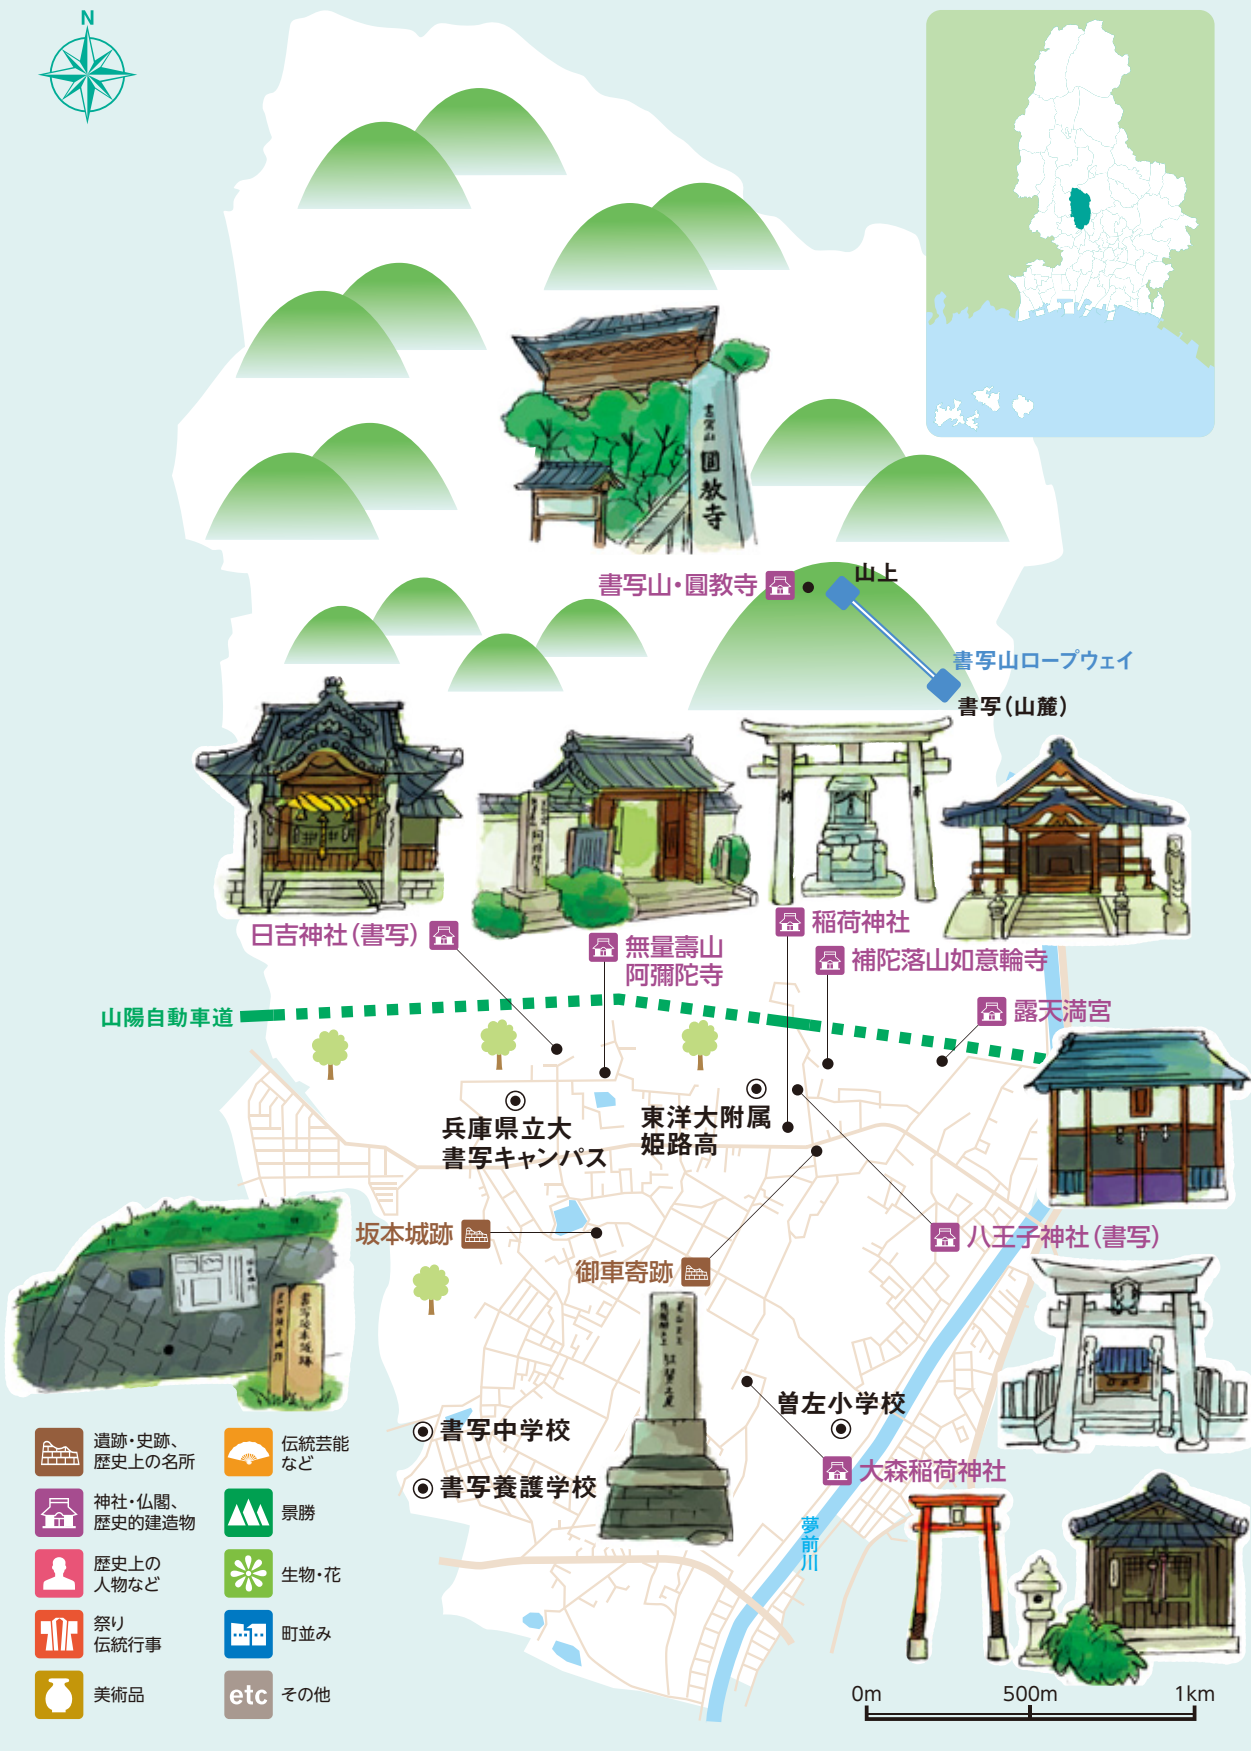 N
書写山
圓教寺
書写山・圓教寺
山上
書写山ロープウェイ
書写（山麓）
日吉神社（書写）
無量壽山
阿彌陀寺
稲荷神社
補陀落山如意輪寺
露天満宮
山陽自動車道
兵庫県立大
書写キャンパス
東洋大附属
姫路高
坂本城跡
御車寄跡
八王子神社（書写）
曽左小学校
書写中学校
書写養護学校
大森稲荷神社
夢前川
遺跡・史跡、
歴史上の名所
神社・仏閣、
歴史的建造物
歴史上の
人物など
祭り
伝統行事
美術品
伝統芸能
など
景勝
生物・花
町並み
etc
その他
0m
500m
1km